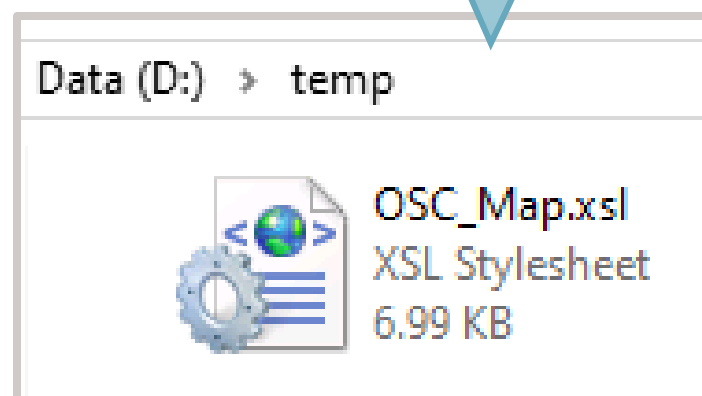 Data (D:) > temp
OSC_Map.xsl
XSL Stylesheet
6.99 KB